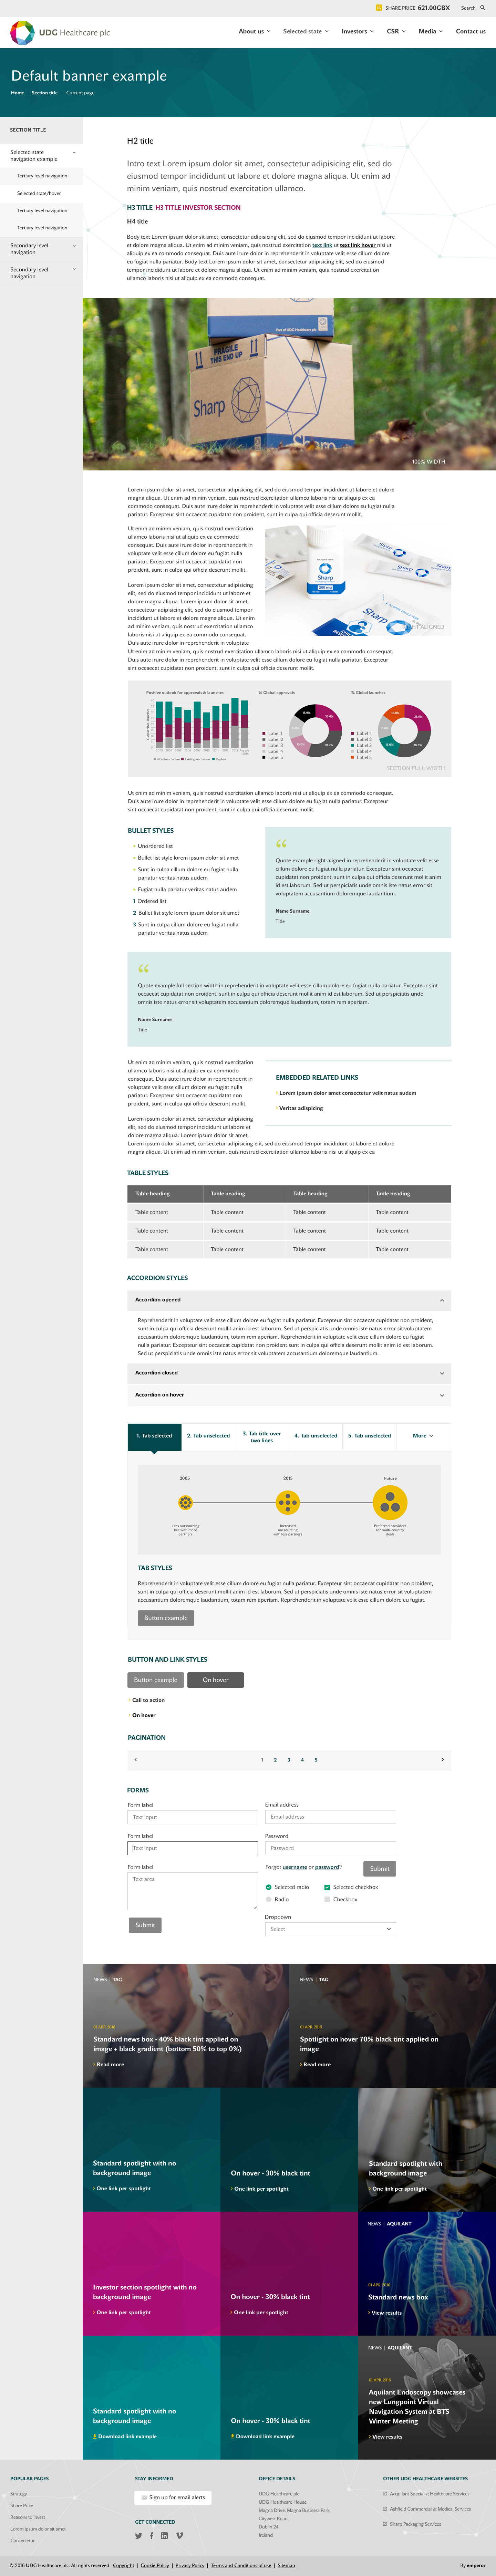 SHARE PRICE 621.00GBX Search
UDG Healthcare plc
About us Selected state Investors CSR Media Contact us
Default banner example
Home Section title Current page
SECTION TITLE
Selected state
navigation example
Tertiary level navigation
Selected state/hover
Tertiary level navigation
Tertiary level navigation
Secondary level
navigation
Secondary level
navigation
H2 title
Intro text Lorem ipsum dolor sit amet, consectetur adipisicing elit, sed do
eiusmod tempor incididunt ut labore et dolore magna aliqua. Ut enim ad
minim veniam, quis nostrud exercitation ullamco.
H3 TITLE H3 TITLE INVESTOR SECTION
H4 title
Body text Lorem ipsum dolor sit amet, consectetur adipisicing elit, sed do eiusmod tempor incididunt ut labore
et dolore magna aliqua. Ut enim ad minim veniam, quis nostrud exercitation text link ut text link hover nisi ut
aliquip ex ea commodo consequat. Duis aute irure dolor in reprehenderit in voluptate velit esse cillum dolore eu
fugiat nulla pariatur. Body text Lorem ipsum dolor sit amet, consectetur adipisicing elit, sed do eiusmod
tempor incididunt ut labore et dolore magna aliqua. Ut enim ad minim veniam, quis nostrud exercitation
ullamco laboris nisi ut aliquip ex ea commodo consequat.
Part of UDG Healthcare plc
FRAGILE
THIS END UP
Sharp
Sharp
100% WIDTH
Lorem ipsum dolor sit amet, consectetur adipisicing elit, sed do eiusmod tempor incididunt ut labore et dolore
magna aliqua. Ut enim ad minim veniam, quis nostrud exercitation ullamco laboris nisi ut aliquip ex ea
commodo consequat. Duis aute irure dolor in reprehenderit in voluptate velit esse cillum dolore eu fugiat nulla
pariatur. Excepteur sint occaecat cupidatat non proident, sunt in culpa qui officia deserunt mollit.
Ut enim ad minim veniam, quis nostrud exercitation
ullamco laboris nisi ut aliquip ex ea commodo
consequat. Duis aute irure dolor in reprehenderit in
voluptate velit esse cillum dolore eu fugiat nulla
pariatur. Excepteur sint occaecat cupidatat non
proident, sunt in culpa qui officia deserunt mollit.
Lorem ipsum dolor sit amet, consectetur adipisicing
elit, sed do eiusmod tempor incididunt ut labore et
dolore magna aliqua. Lorem ipsum dolor sit amet,
consectetur adipisicing elit, sed do eiusmod tempor
incididunt ut labore et dolore magna aliqua. Ut enim
ad minim veniam, quis nostrud exercitation ullamco
laboris nisi ut aliquip ex ea commodo consequat.
Duis aute irure dolor in reprehenderit in voluptate
Sharp
ALIGNED
Ut enim ad minim veniam, quis nostrud exercitation ullamco laboris nisi ut aliquip ex ea commodo consequat.
Duis aute irure dolor in reprehenderit in voluptate velit esse cillum dolore eu fugiat nulla pariatur. Excepteur
sint occaecat cupidatat non proident, sunt in culpa qui officia deserunt mollit.
Positive outlook for approvals & launches
% Global approvals
% Global launches
Label 1
Label 2
Label 3
Label 4
Label 5
Label 1
Label 2
Label 3
Label 4
Label 5
SECTION FULL WIDTH
Ut enim ad minim veniam, quis nostrud exercitation ullamco laboris nisi ut aliquip ex ea commodo consequat.
Duis aute irure dolor in reprehenderit in voluptate velit esse cillum dolore eu fugiat nulla pariatur. Excepteur
sint occaecat cupidatat non proident, sunt in culpa qui officia deserunt mollit.
BULLET STYLES
Unordered list
Bullet list style lorem ipsum dolor sit amet
Sunt in culpa cillum dolore eu fugiat nulla
pariatur veritas natus audem
Fugiat nulla pariatur veritas natus audem
1 Ordered list
2 Bullet list style lorem ipsum dolor sit amet
3 Sunt in culpa cillum dolore eu fugiat nulla
pariatur veritas natus audem
“
Quote example right-aligned in reprehenderit in voluptate velit esse
cillum dolore eu fugiat nulla pariatur. Excepteur sint occaecat
cupidatat non proident, sunt in culpa qui officia deserunt mollit anim
id est laborum. Sed ut perspiciatis unde omnis iste natus error sit
voluptatem accusantium doloremque laudantium.
Name Surname
Title
“
Quote example full section width in reprehenderit in voluptate velit esse cillum dolore eu fugiat nulla pariatur. Excepteur sint
occaecat cupidatat non proident, sunt in culpa qui officia deserunt mollit anim id est laborum. Sed ut perspiciatis unde
omnis iste natus error sit voluptatem accusantium doloremque laudantium, totam rem aperiam.
Name Surname
Title
Ut enim ad minim veniam, quis nostrud exercitation
ullamco laboris nisi ut aliquip ex ea commodo
consequat. Duis aute irure dolor in reprehenderit in
voluptate velit esse cillum dolore eu fugiat nulla
pariatur. Excepteur sint occaecat cupidatat non
proident, sunt in culpa qui officia deserunt mollit.
EMBEDDED RELATED LINKS
Lorem ipsum dolor amet consectetur velit natus audem
Veritas adispicing
Lorem ipsum dolor sit amet, consectetur adipisicing
elit, sed do eiusmod tempor incididunt ut labore et
dolore magna aliqua. Lorem ipsum dolor sit amet,
consectetur adipisicing elit, sed do eiusmod tempor incididunt ut labore et dolore
magna aliqua. Ut enim ad minim veniam, quis nostrud exercitation ullamco laboris nisi ut aliquip ex ea
TABLE STYLES
Table heading Table heading Table heading Table heading
Table content Table content Table content Table content
Table content Table content Table content Table content
Table content Table content Table content Table content
ACCORDION STYLES
Accordion opened
Reprehenderit in voluptate velit esse cillum dolore eu fugiat nulla pariatur. Excepteur sint occaecat cupidatat non proident,
sunt in culpa qui officia deserunt mollit anim id est laborum. Sed ut perspiciatis unde omnis iste natus error sit voluptatem
accusantium doloremque laudantium, totam rem aperiam. Reprehenderit in voluptate velit esse cillum dolore eu fugiat
nulla pariatur. Excepteur sint occaecat cupidatat non proident, sunt in culpa qui officia deserunt mollit anim id est laborum.
Sed ut perspiciatis unde omnis iste natus error sit voluptatem accusantium doloremque laudantium.
Accordion closed
Accordion on hover
1. Tab selected 2. Tab unselected 3. Tab title over
two lines 4. Tab unselected 5. Tab unselected More
2005 2015 Future
Less outsourcing
but with more
partners
Increased
outsourcing
with less partners
Preferred providers
for multi-country
deals
TAB STYLES
Reprehenderit in voluptate velit esse cillum dolore eu fugiat nulla pariatur. Excepteur sint occaecat cupidatat non proident,
sunt in culpa qui officia deserunt mollit anim id est laborum. Sed ut perspiciatis unde omnis iste natus error sit voluptatem
accusantium doloremque laudantium, totam rem aperiam. Reprehenderit in voluptate velit esse cillum dolore eu fugiat.
Button example
BUTTON AND LINK STYLES
Button example On hover
Call to action
On hover
PAGINATION
1 2 3 4 5
FORMS
Form label
Text input
Form label
Text input
Form label
Text area
Submit
Email address
Email address
Password
Password
Forgot username or password?
Submit
Selected radio Selected checkbox
Radio Checkbox
Dropdown
Select
NEWS | TAG
01 APR 2016
Standard news box - 40% black tint applied on
image + black gradient (bottom 50% to top 0%)
Read more
NEWS | TAG
01 APR 2016
Spotlight on hover 70% black tint applied on
image
Read more
Standard spotlight with no
background image
One link per spotlight
On hover - 30% black tint
One link per spotlight
Standard spotlight with
background image
One link per spotlight
Investor section spotlight with no
background image
One link per spotlight
On hover - 30% black tint
One link per spotlight
NEWS | AQUILANT
01 APR 2016
Standard news box
View results
Standard spotlight with no
background image
Download link example
On hover - 30% black tint
Download link example
NEWS | AQUILANT
01 APR 2016
Aquilant Endoscopy showcases
new Lungpoint Virtual
Navigation System at BTS
Winter Meeting
View results
POPULAR PAGES
Strategy
Share Price
Reasons to invest
Lorem ipsum dolor sit amet
Consectetur
STAY INFORMED
Sign up for email alerts
GET CONNECTED
OFFICE DETAILS
UDG Healthcare plc
UDG Healthcare House
Magna Drive, Magna Business Park
Citywest Road
Dublin 24
Ireland
OTHER UDG HEALTHCARE WEBSITES
Acquilant Specialist Healthcare Services
Ashfield Commercial & Medical Services
Sharp Packaging Services
© 2016 UDG Healthcare plc. All rights reserved. Copyright | Cookie Policy | Privacy Policy | Terms and Conditions of use | Sitemap
By emperor